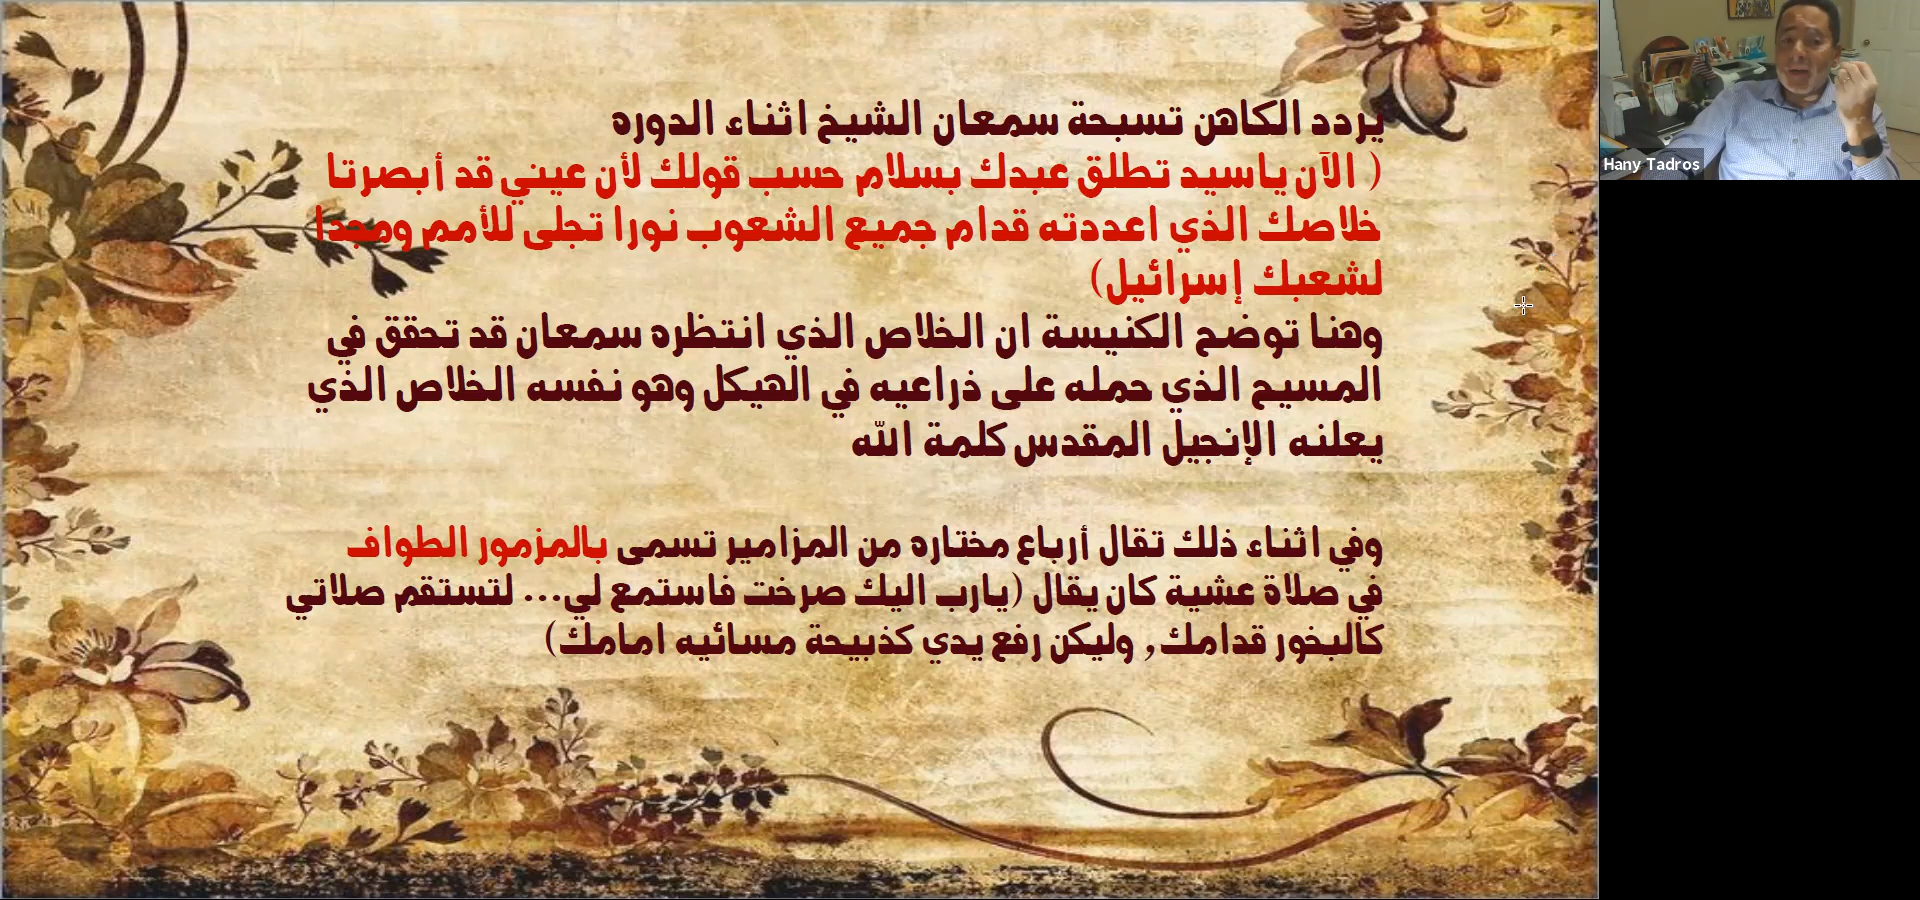 يردد الكاهن تسبحة سمعان الشيخ اثناء الدوره
( الآن ياسيد تطلق عبدك بسلام حسب قولك لأن عيني قد أبصرتا
خلاصك الذي اعددته قدام جميع الشعوب نورا تجلى للأمم ومجدا
لشعبك إسرائيل)
وهنا توضح الكنيسة ان الخلاص الذي انتظره سمعان قد تحقق في
المسيح الذي حمله على ذراعيه في الهيكل وهو نفسه الخلاص الذي
يعلنه الإنجيل المقدس كلمة الله
وفي اثناء ذلك تقال أرباع مختاره من المزامير تسمى بالمزمور الطواف
في صلاة عشية كان يقال (يارب اليك صرخت فاستمع لي... لتستقم صلاتي
كالبخور قدامك, وليكن رفع يدي كذبيحة مسائيه امامك)
Hany Tadros